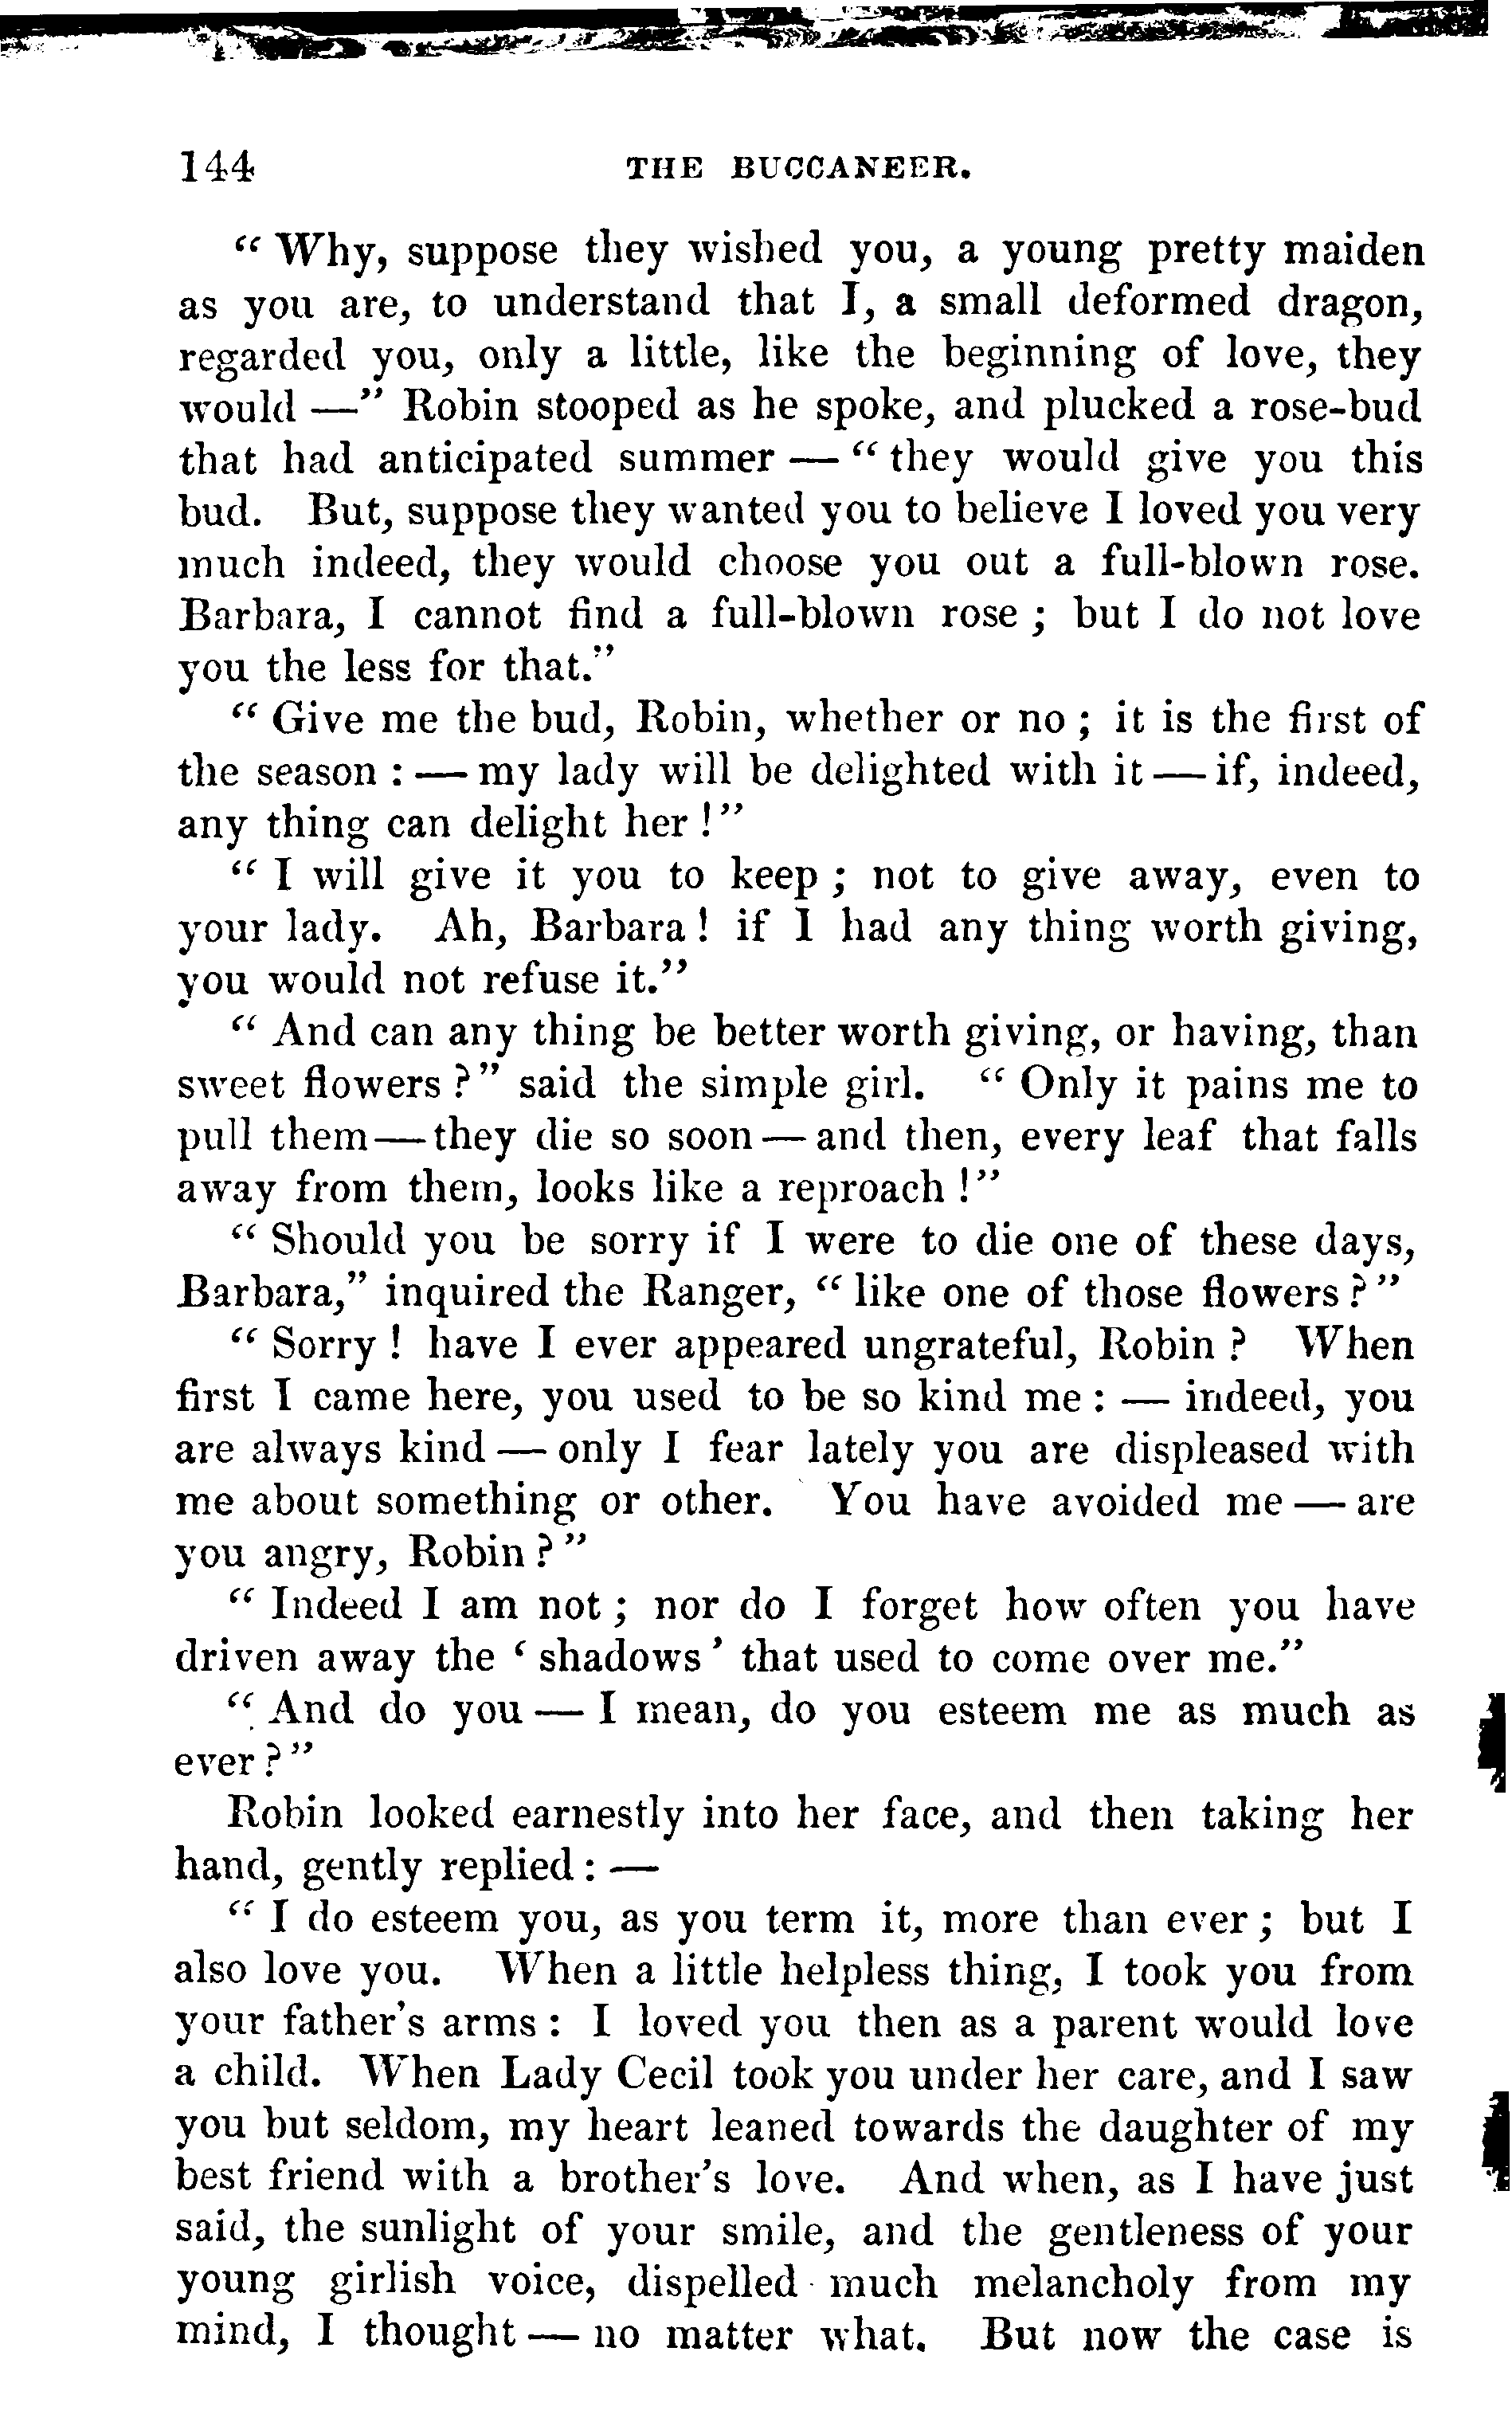 144 THE BUCCANEER.
“ Why, suppose they wished you, a young pretty maiden
as you are, to understand that I, a small deformed dragon,
regarded you, only a little, like the beginning of love, they
would —” Robin stooped as he spoke, and plucked a rose-bud
that had anticipated summer — “ they would give you this
bud. But, suppose they wanted you to believe I loved you very
much indeed, they would choose you out a full-blown rose.
Barbara, I cannot find a full-blown rose ; but I do not love
you the less for that.”
“ Give me the bud, Robin, whether or no ; it is the first of
the season : — my lady will be delighted with it — if, indeed,
any thing can delight her !”
“ I will give it you to keep ; not to give away, even to
your lady. Ah, Barbara ! if I had any thing worth giving,
you would not refuse it.”
“ And can any thing be better worth giving, or having, than
sweet flowers ?” said the simple girl. “ Only it pains me to
pull them — they die so soon — and then, every leaf that falls
away from them, looks like a reproach !”
“ Should you be sorry if I were to die one of these days,
Barbara,” inquired the Ranger, “ like one of those flowers ? ”
“ Sorry ! have I ever appeared ungrateful, Robin ? When
first I came here, you used to be so kind me : — indeed, you
are always kind — only I fear lately you are displeased with
me about something or other. You have avoided me — are
you angry, Robin ? ”
“ Indeed I am not ; nor do I forget how often you have
driven away the ‘ shadows ’ that used to come over me.”
“ And do you — I mean, do you esteem me as much as
ever ? ”
Robin looked earnestly into her face, and then taking her
hand, gently replied : —
“ I do esteem you, as you term it, more than ever ; but I
also love you. When a little helpless thing, I took you from
your father’s arms : I loved you then as a parent would love
a child. When Lady Cecil took you under her care, and I saw
you but seldom, my heart leaned towards the daughter of my
best friend with a brother’s love. And when, as I have just
said, the sunlight of your smile, and the gentleness of your
young girlish voice, dispelled much melancholy from my
mind, I thought — no matter what. But now the case is